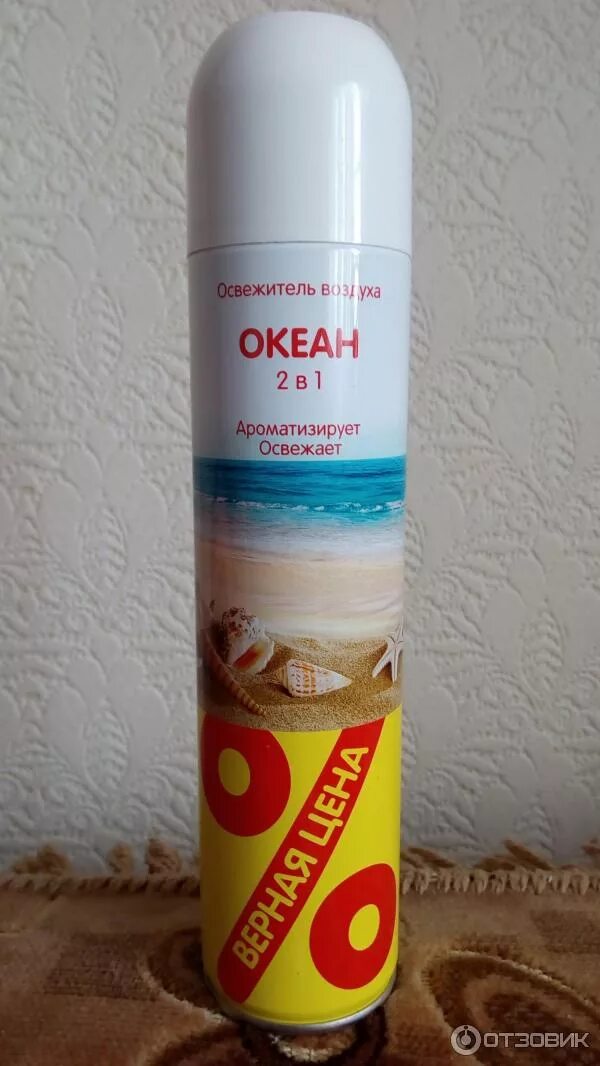 Освежитель воздуха
ОКЕАН
2 в 1
Ароматизирует
Освежает
%
ВЕРНАЯ ЦЕНА
ОТЗОВИК